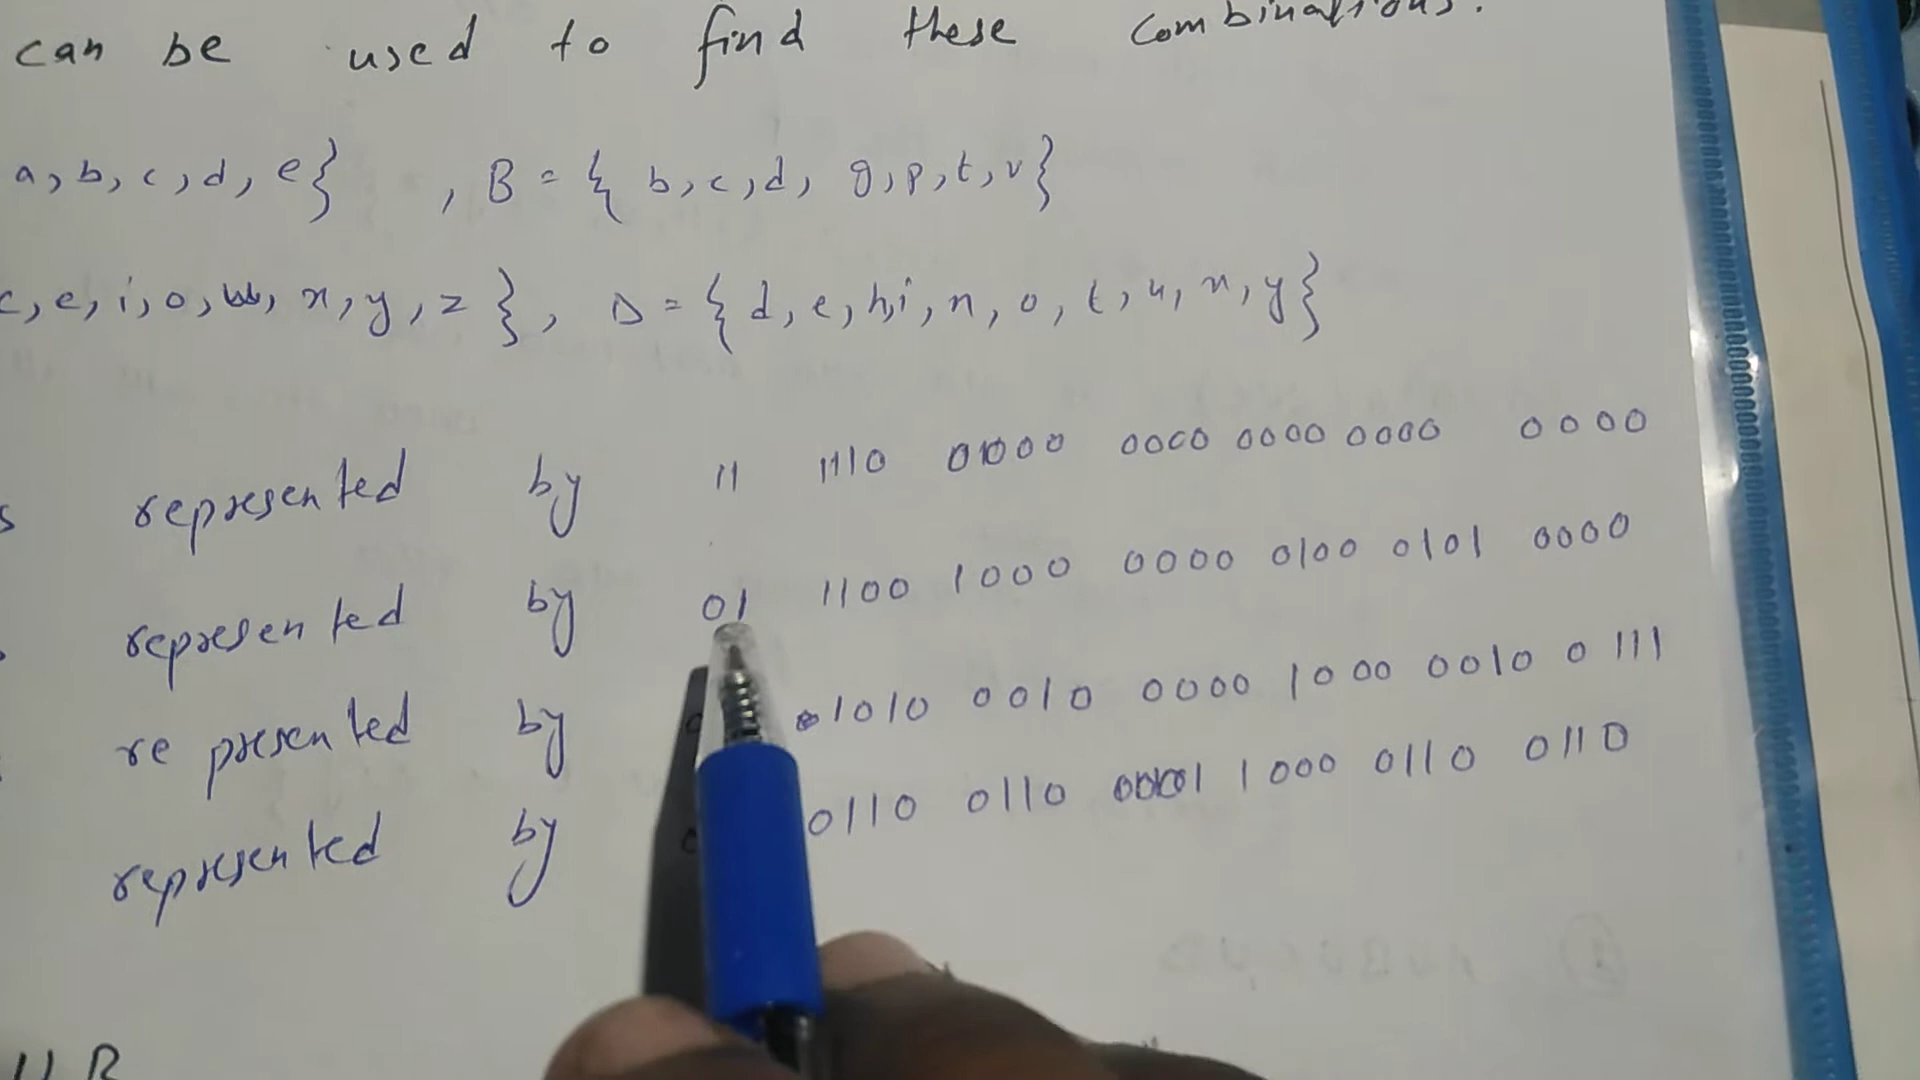 can be used to find these combinations.
a, b, c, d, e} , B = { b, c, d, g, p, t, v}
c, e, i, o, u, x, y, z }, D = { d, e, h, i, n, o, t, u, x, y}
s represented by 11 1110 0000 0000 0000 0000 0000
represented by 01 1100 1000 0000 0100 0101 0000
represented by 1010 0010 0000 1000 0010 0111
represented by 0110 0110 0001 1000 0110 0110
U B